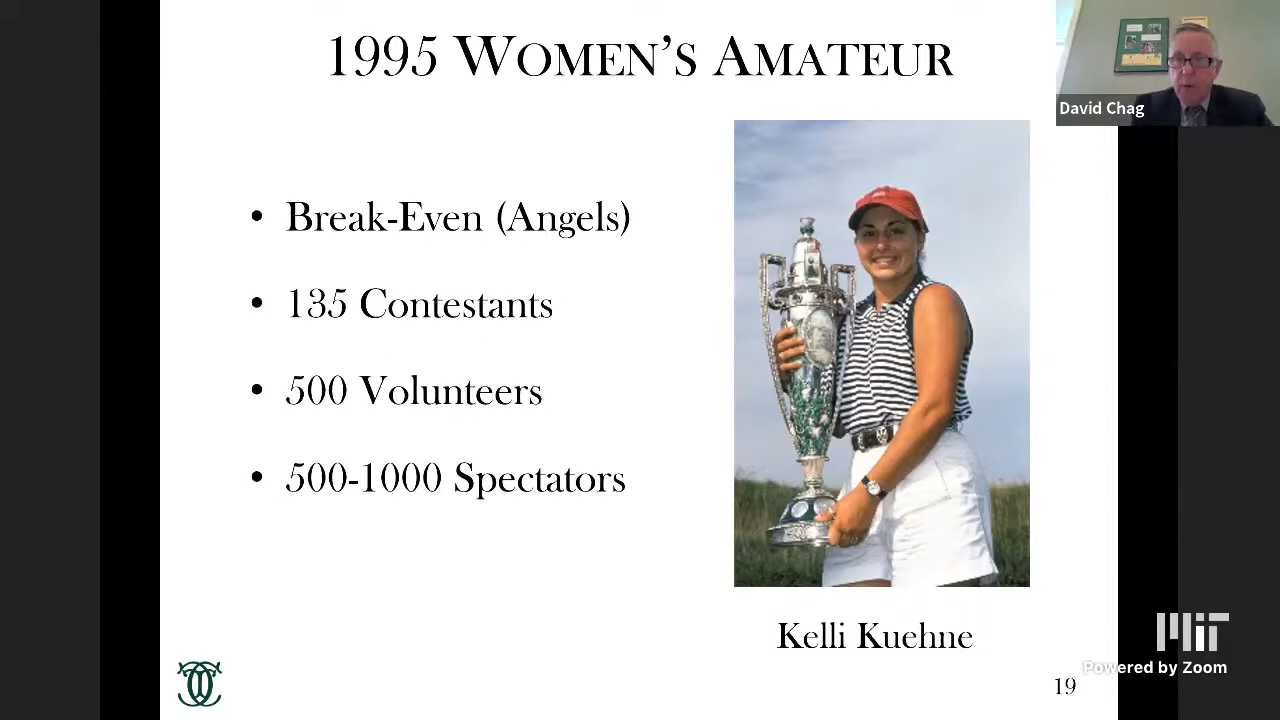 1995 WOMEN'S AMATEUR
David Chag
• Break-Even (Angels)
• 135 Contestants
• 500 Volunteers
• 500-1000 Spectators
Kelli Kuehne
MIT
Powered by Zoom
19